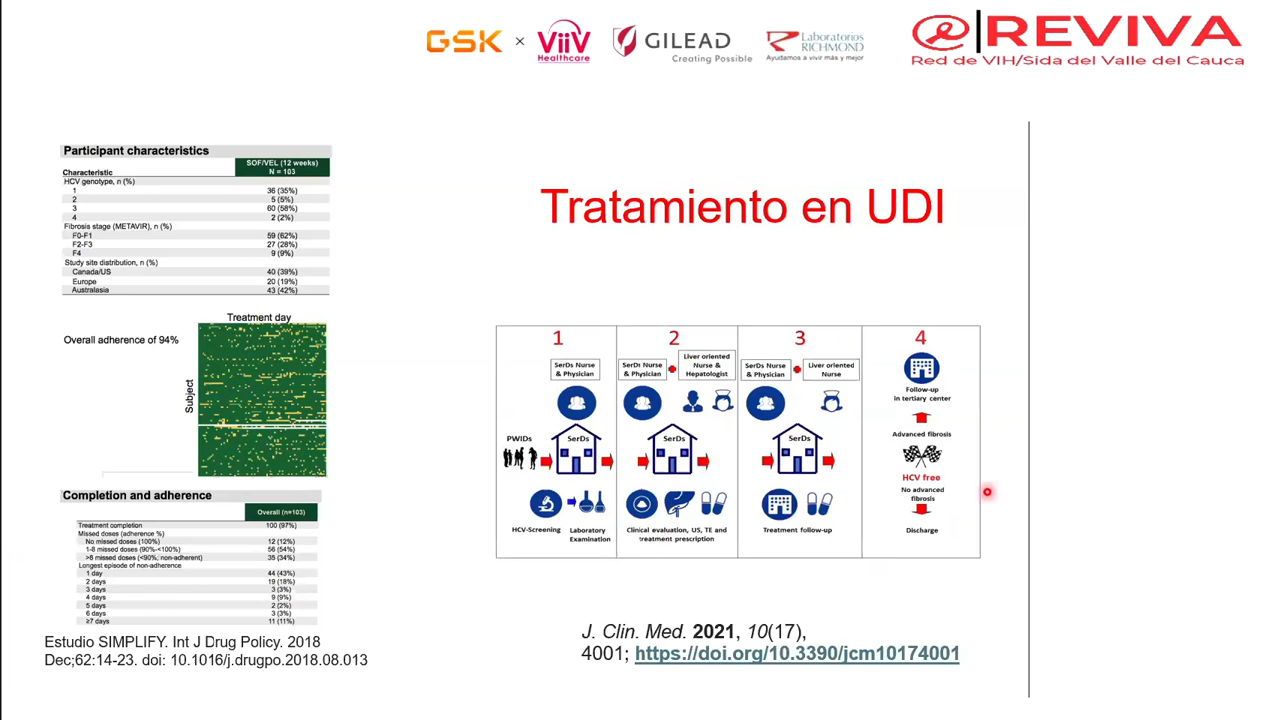 GSK × ViiV Healthcare GILEAD Creating Possible Laboratorios RICHMOND Ayudamos a vivir más y mejor
REVIVA
Red de VIH/Sida del Valle del Cauca
Participant characteristics
Characteristic SOF/VEL (12 weeks) N = 103
HCV genotype, n (%)
1 36 (35%)
2 5 (5%)
3 60 (58%)
4 2 (2%)
Fibrosis stage (METAVIR), n (%)
F0-F1 59 (62%)
F2-F3 27 (28%)
F4 9 (9%)
Study site distribution, n (%)
Canada/US 40 (39%)
Europe 20 (19%)
Australasia 43 (42%)
Treatment day
Overall adherence of 94%
Subject
Completion and adherence
Overall (n=103)
Treatment completion 100 (97%)
Missed doses (adherence %)
No missed doses (100%) 12 (12%)
1-8 missed doses (90%-<100%) 56 (54%)
>8 missed doses (<90%; non-adherent) 35 (34%)
Longest episode of non-adherence
1 day 44 (43%)
2 days 19 (18%)
3 days 3 (3%)
4 days 9 (9%)
5 days 2 (2%)
6 days 3 (3%)
≥7 days 11 (11%)
Estudio SIMPLIFY. Int J Drug Policy. 2018
Dec;62:14-23. doi: 10.1016/j.drugpo.2018.08.013
Tratamiento en UDI
1
SerDs Nurse
& Physician
PWIDs
SerDs
HCV-Screening
Laboratory
Examination
2
SerDs Nurse
& Physician
Liver oriented
Nurse &
Hepatologist
SerDs
Clinical evaluation, US, TE and
treatment prescription
3
SerDs Nurse
& Physician
Liver oriented
Nurse
SerDs
Treatment follow-up
4
Follow-up
in tertiary center
Advanced fibrosis
HCV free
No advanced
fibrosis
Discharge
J. Clin. Med. 2021, 10(17),
4001; https://doi.org/10.3390/jcm10174001